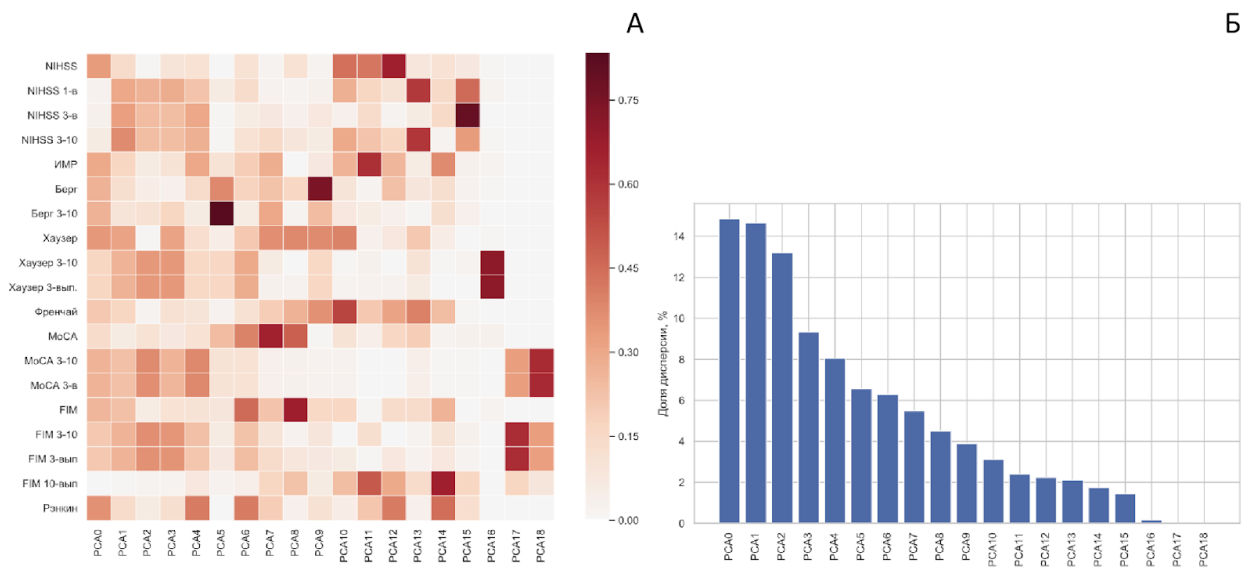 А
Б
NIHSS
NIHSS 1-в
NIHSS 3-в
NIHSS 3-10
ИМР
Берг
Берг 3-10
Хаузер
Хаузер 3-10
Хаузер 3-вып.
Френчай
MoCA
MoCA 3-10
MoCA 3-в
FIM
FIM 3-10
FIM 3-вып
FIM 10-вып
Рэнкин
PCA0
PCA1
PCA2
PCA3
PCA4
PCA5
PCA6
PCA7
PCA8
PCA9
PCA10
PCA11
PCA12
PCA13
PCA14
PCA15
PCA16
PCA17
PCA18
0.75
0.60
0.45
0.30
0.15
0.00
Доля дисперсии, %
14
12
10
8
6
4
2
0
PCA0
PCA1
PCA2
PCA3
PCA4
PCA5
PCA6
PCA7
PCA8
PCA9
PCA10
PCA11
PCA12
PCA13
PCA14
PCA15
PCA16
PCA17
PCA18